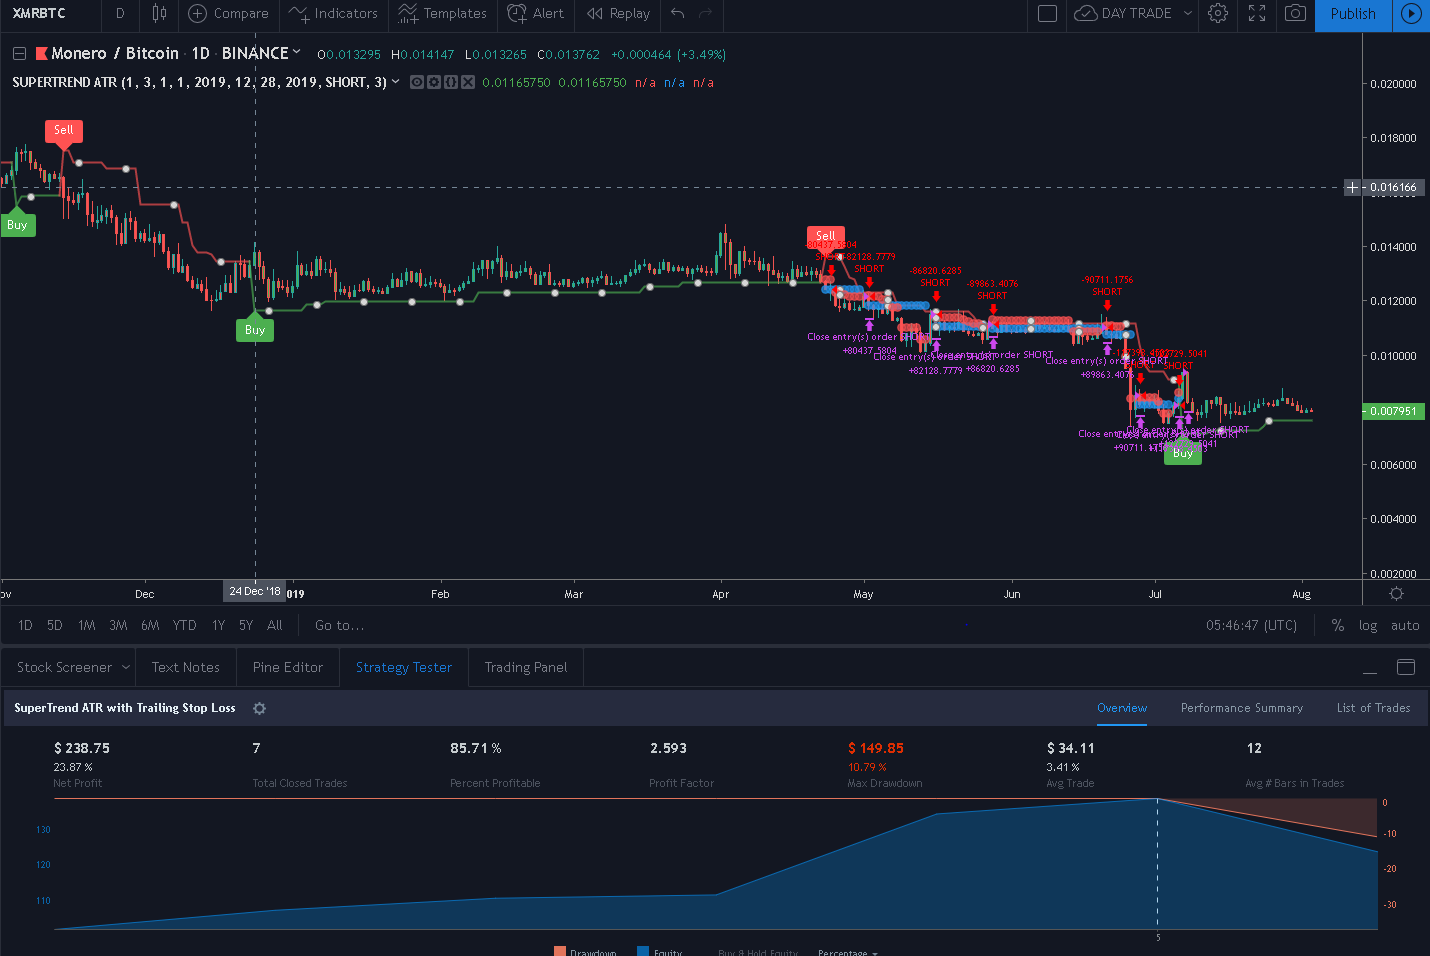 XMRBTC D Compare Indicators Templates Alert Replay DAY TRADE Publish
Monero / Bitcoin · 1D · BINANCE O0.013295 H0.014147 L0.013265 C0.013762 +0.000464 (+3.49%)
SUPERTREND ATR (1, 3, 1, 1, 2019, 12, 28, 2019, SHORT, 3) 0.01165750 0.01165750 n/a n/a n/a
0.020000
0.018000
0.016166
0.014000
0.012000
0.010000
0.007951
0.006000
0.004000
0.002000
Sell
Buy
Buy
Sell
-80437.5804
-82128.7779
SHORT
-86820.6285
SHORT
-89863.4076
SHORT
-90711.1756
SHORT
SHORT
Close entry(s) order SHORT
+80437.5804
+82128.7779
+86820.6285
+89863.4076
Buy
ov Dec 24 Dec '18 019 Feb Mar Apr May Jun Jul Aug
1D 5D 1M 3M 6M YTD 1Y 5Y All Go to... 05:46:47 (UTC) % log auto
Stock Screener Text Notes Pine Editor Strategy Tester Trading Panel
SuperTrend ATR with Trailing Stop Loss Overview Performance Summary List of Trades
$ 238.75 7 85.71 % 2.593 $ 149.85 $ 34.11 12
23.87 % 10.79 % 3.41 %
Net Profit Total Closed Trades Percent Profitable Profit Factor Max Drawdown Avg Trade Avg # Bars in Trades
130
120
110
0
-10
-20
-30
5
Drawdown Equity Buy & Hold Equity Percentage